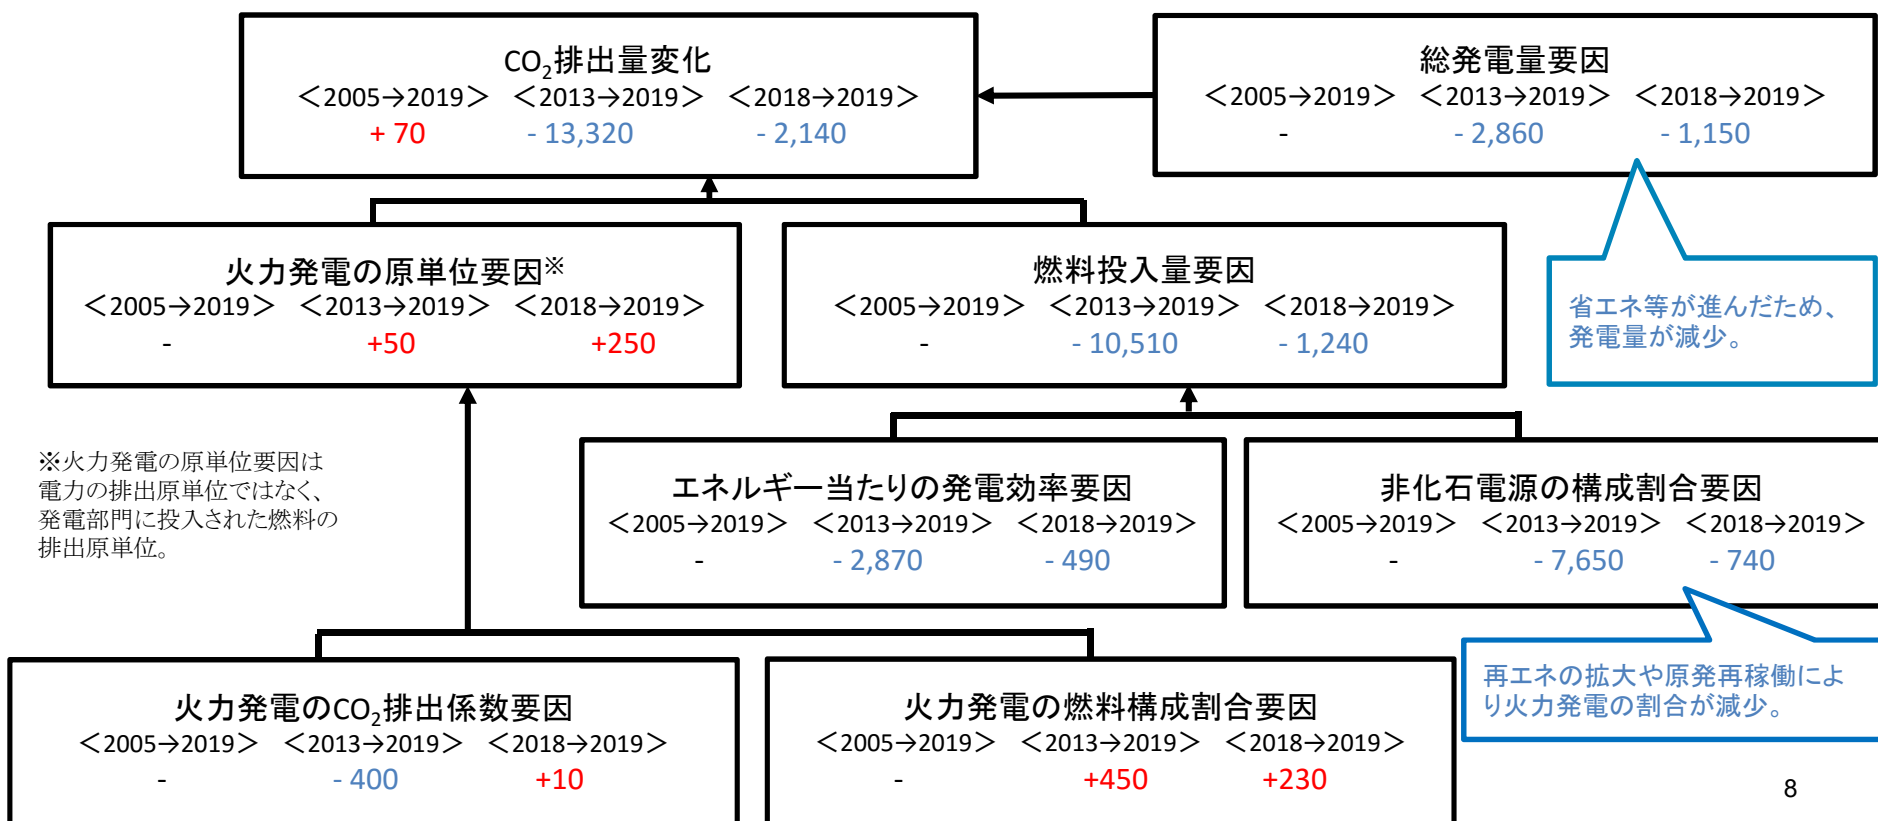 CO2排出量変化
＜2005→2019＞ ＜2013→2019＞ ＜2018→2019＞
+ 70 - 13,320 - 2,140
総発電量要因
＜2005→2019＞ ＜2013→2019＞ ＜2018→2019＞
- - 2,860 - 1,150
省エネ等が進んだため、
発電量が減少。
火力発電の原単位要因※
＜2005→2019＞ ＜2013→2019＞ ＜2018→2019＞
- +50 +250
燃料投入量要因
＜2005→2019＞ ＜2013→2019＞ ＜2018→2019＞
- - 10,510 - 1,240
※火力発電の原単位要因は
電力の排出原単位ではなく、
発電部門に投入された燃料の
排出原単位。
エネルギー当たりの発電効率要因
＜2005→2019＞ ＜2013→2019＞ ＜2018→2019＞
- - 2,870 - 490
非化石電源の構成割合要因
＜2005→2019＞ ＜2013→2019＞ ＜2018→2019＞
- - 7,650 - 740
再エネの拡大や原発再稼働によ
り火力発電の割合が減少。
火力発電のCO2排出係数要因
＜2005→2019＞ ＜2013→2019＞ ＜2018→2019＞
- - 400 +10
火力発電の燃料構成割合要因
＜2005→2019＞ ＜2013→2019＞ ＜2018→2019＞
- +450 +230
8